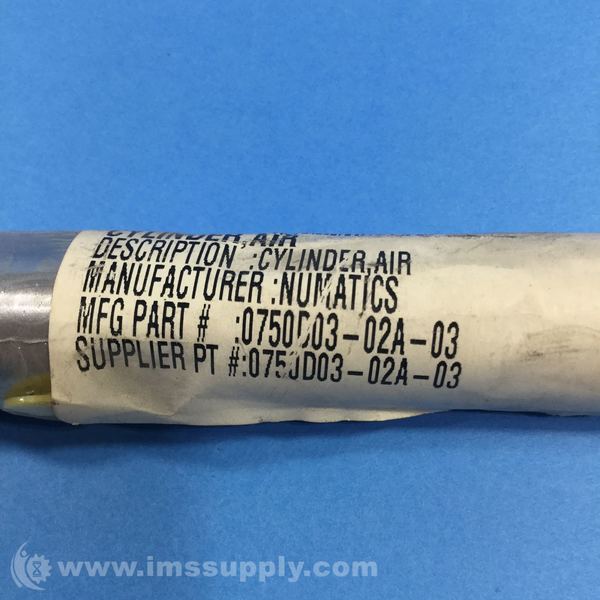 CYLINDER,AIR
DESCRIPTION :CYLINDER,AIR
MANUFACTURER :NUMATICS
MFG PART # :0750D03-02A-03
SUPPLIER PT #:0750D03-02A-03
www.imssupply.com